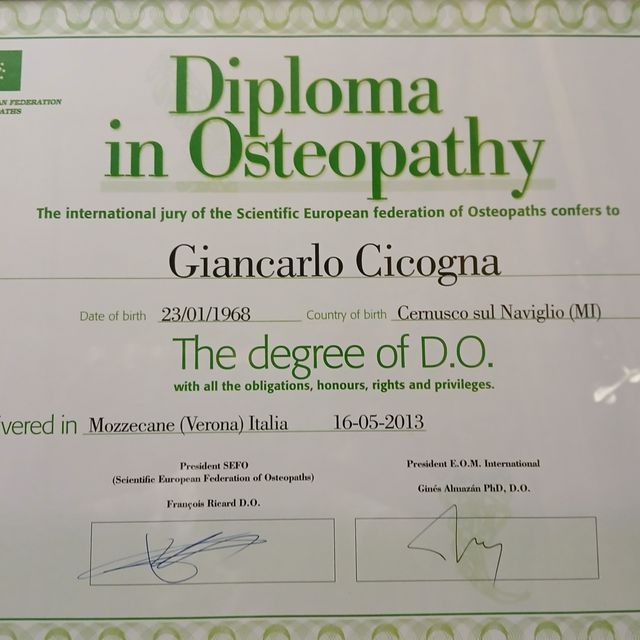 AN FEDERATION
ATHS
Diploma
in Osteopathy
The international jury of the Scientific European federation of Osteopaths confers to
Giancarlo Cicogna
Date of birth 23/01/1968 Country of birth Cernusco sul Naviglio (MI)
The degree of D.O.
with all the obligations, honours, rights and privileges.
vered in Mozzecane (Verona) Italia 16-05-2013
President SEFO President E.O.M. International
(Scientific European Federation of Osteopaths)
François Ricard D.O. Ginés Almazán PhD, D.O.